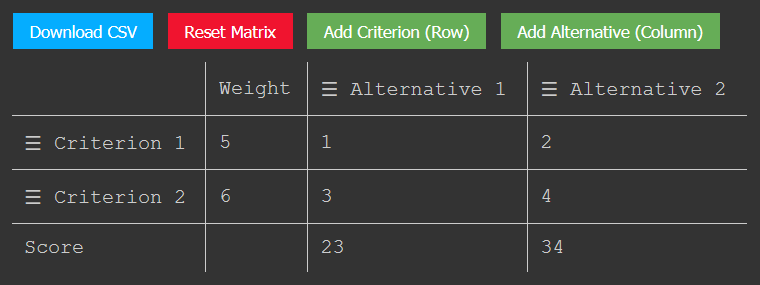 Download CSV Reset Matrix Add Criterion (Row) Add Alternative (Column)
Weight ☰ Alternative 1 ☰ Alternative 2
☰ Criterion 1 5 1 2
☰ Criterion 2 6 3 4
Score 23 34